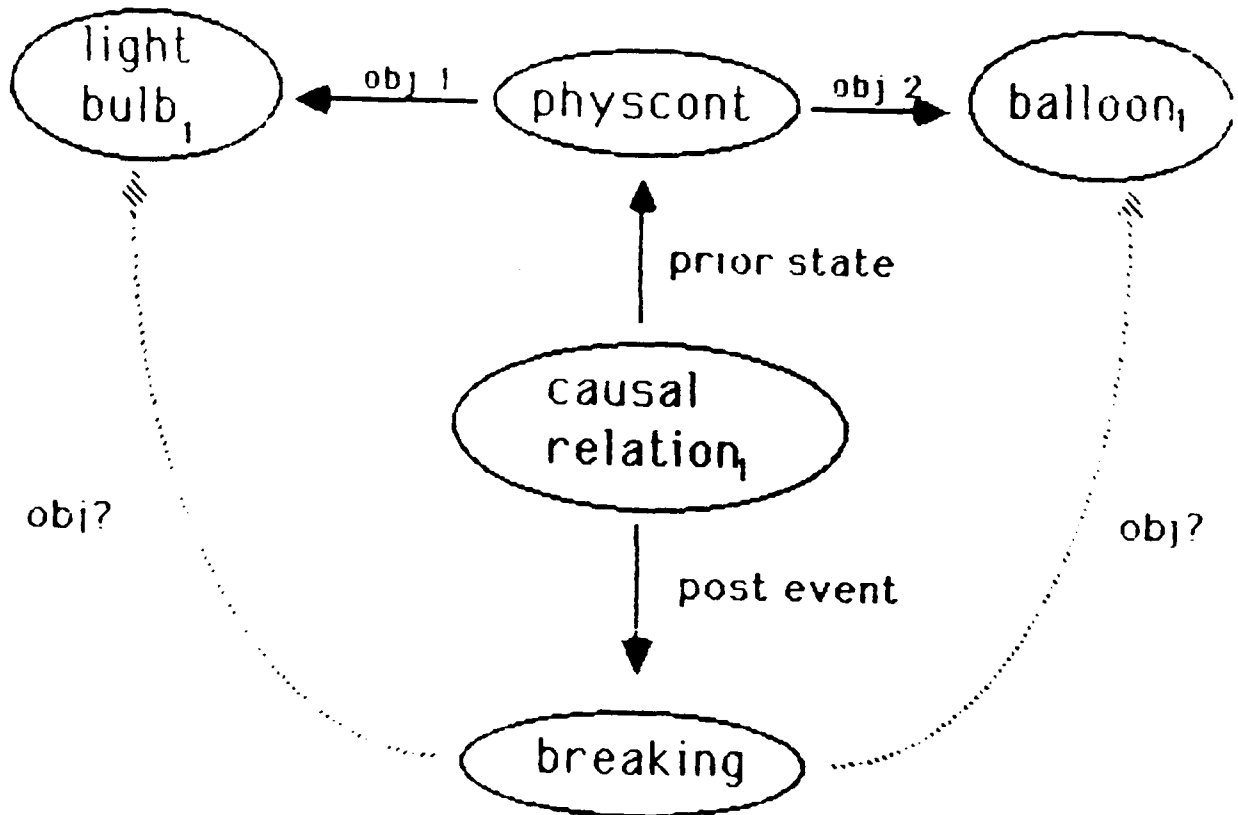 light
bulb₁
obj 1
physcont
obj 2
balloon₁
prior state
causal
relation₁
obj?
obj?
post event
breaking